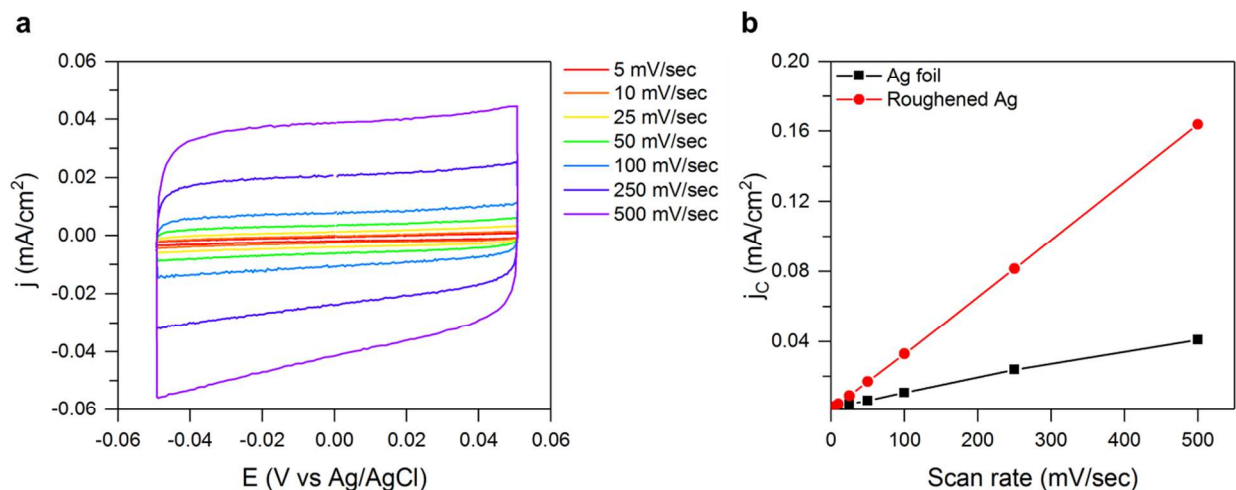 a
0.06
0.04
0.02
0.00
-0.02
-0.04
-0.06
j (mA/cm²)
-0.06 -0.04 -0.02 0.00 0.02 0.04 0.06
E (V vs Ag/AgCl)
5 mV/sec
10 mV/sec
25 mV/sec
50 mV/sec
100 mV/sec
250 mV/sec
500 mV/sec
b
0.20
0.16
0.12
0.08
0.04
j_C (mA/cm²)
Ag foil
Roughened Ag
0 100 200 300 400 500
Scan rate (mV/sec)